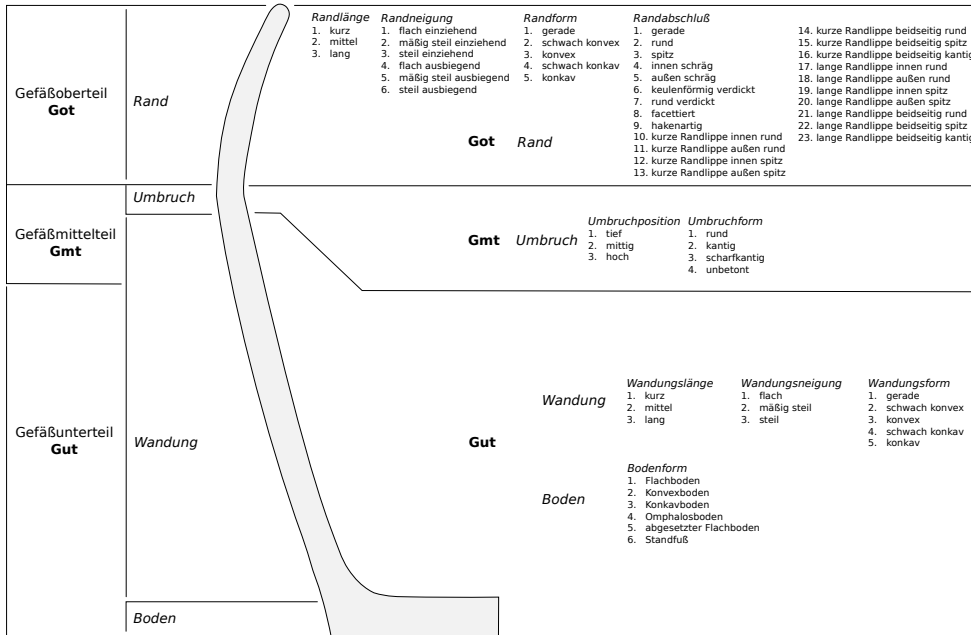 Gefäßoberteil
Got
Rand
Randlänge
1. kurz
2. mittel
3. lang
Randneigung
1. flach einziehend
2. mäßig steil einziehend
3. steil einziehend
4. flach ausbiegend
5. mäßig steil ausbiegend
6. steil ausbiegend
Randform
1. gerade
2. schwach konvex
3. konvex
4. schwach konkav
5. konkav
Randabschluß
1. gerade
2. rund
3. spitz
4. innen schräg
5. außen schräg
6. keulenförmig verdickt
7. rund verdickt
8. facettiert
9. hakenartig
10. kurze Randlippe innen rund
11. kurze Randlippe außen rund
12. kurze Randlippe innen spitz
13. kurze Randlippe außen spitz
14. kurze Randlippe beidseitig rund
15. kurze Randlippe beidseitig spitz
16. kurze Randlippe beidseitig kantig
17. lange Randlippe innen rund
18. lange Randlippe außen rund
19. lange Randlippe innen spitz
20. lange Randlippe außen spitz
21. lange Randlippe beidseitig rund
22. lange Randlippe beidseitig spitz
23. lange Randlippe beidseitig kantig
Got Rand
Umbruch
Gefäßmittelteil
Gmt
Gmt Umbruch
Umbruchposition
1. tief
2. mittig
3. hoch
Umbruchform
1. rund
2. kantig
3. scharfkantig
4. unbetont
Gefäßunterteil
Gut
Wandung
Gut
Wandung
Wandungslänge
1. kurz
2. mittel
3. lang
Wandungsneigung
1. flach
2. mäßig steil
3. steil
Wandungsform
1. gerade
2. schwach konvex
3. konvex
4. schwach konkav
5. konkav
Boden
Bodenform
1. Flachboden
2. Konvexboden
3. Konkavboden
4. Omphalosboden
5. abgesetzter Flachboden
6. Standfuß
Boden